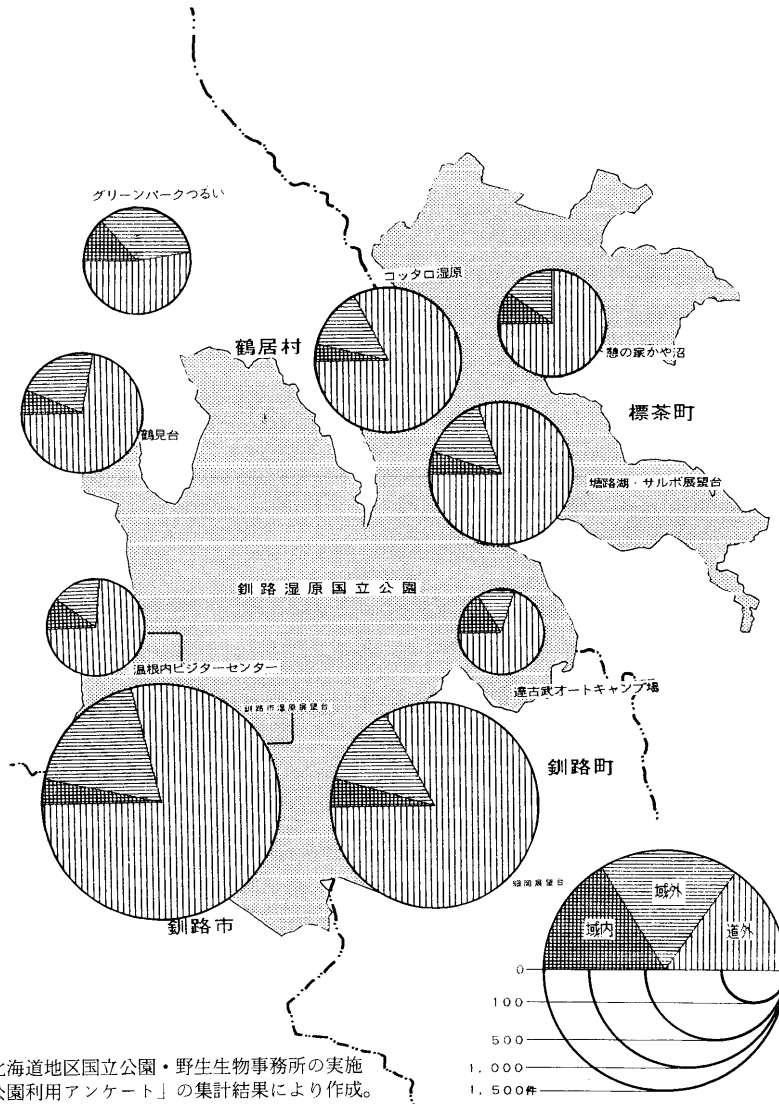 グリーンパークつるい
コッタロ湿原
鶴居村
憩の家かや沼
標茶町
鶴見台
塘路湖・サルボ展望台
釧路湿原国立公園
温根内ビジターセンター
達古武オートキャンプ場
釧路市湿原展望台
釧路町
細岡展望台
釧路市
域外
域内
道外
0
100
500
1,000
1,500件
北海道地区国立公園・野生生物事務所の実施
公園利用アンケート」の集計結果により作成。